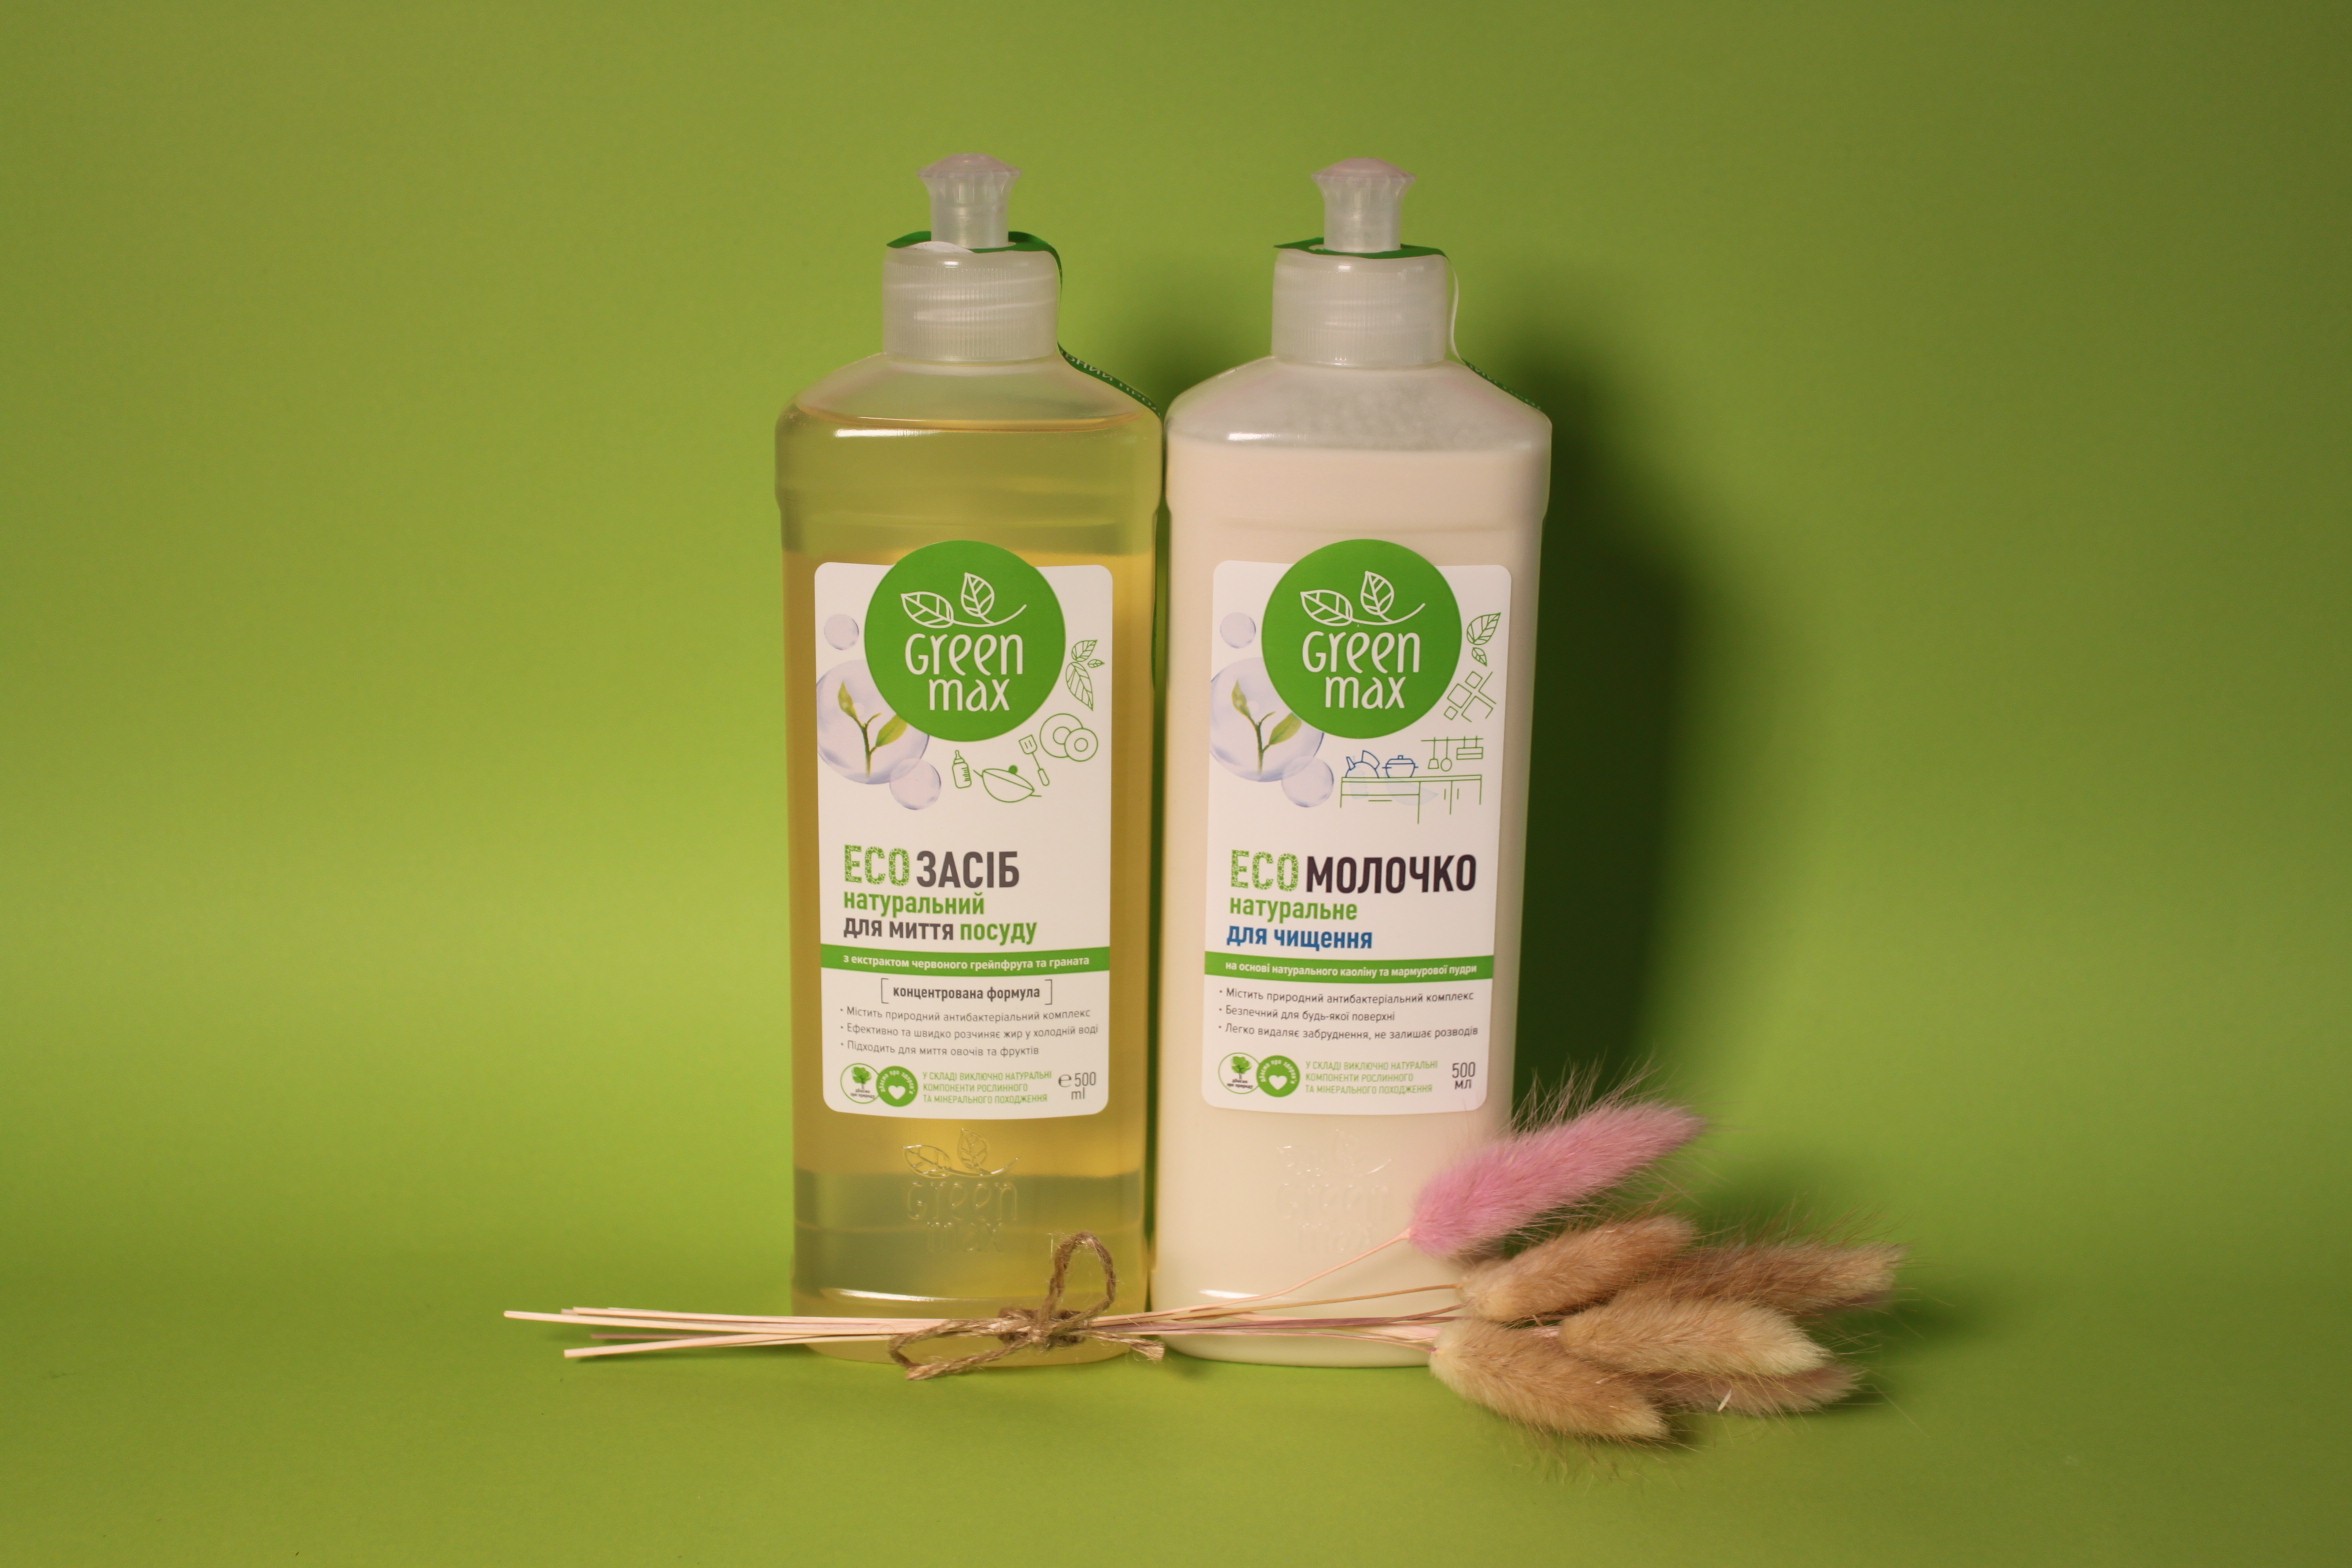 Green
max
ECO ЗАСІБ
натуральний
для миття посуду
з екстрактом червоного грейпфрута та граната
[концентрована формула]
• Містить природний антибактеріальний комплекс
• Ефективно та швидко розчиняє жир у холодній воді
• Підходить для миття овочів та фруктів
У СКЛАДІ ВИКЛЮЧНО НАТУРАЛЬНІ
КОМПОНЕНТИ РОСЛИННОГО
ТА МІНЕРАЛЬНОГО ПОХОДЖЕННЯ
℮ 500
ml
Green
max
Green
max
ECO МОЛОЧКО
натуральне
для чищення
на основі натурального каоліну та мармурової пудри
• Містить природний антибактеріальний комплекс
• Безпечний для будь-якої поверхні
• Легко видаляє забруднення, не залишає розводів
У СКЛАДІ ВИКЛЮЧНО НАТУРАЛЬНІ
КОМПОНЕНТИ РОСЛИННОГО
ТА МІНЕРАЛЬНОГО ПОХОДЖЕННЯ
500
МЛ
Green
max